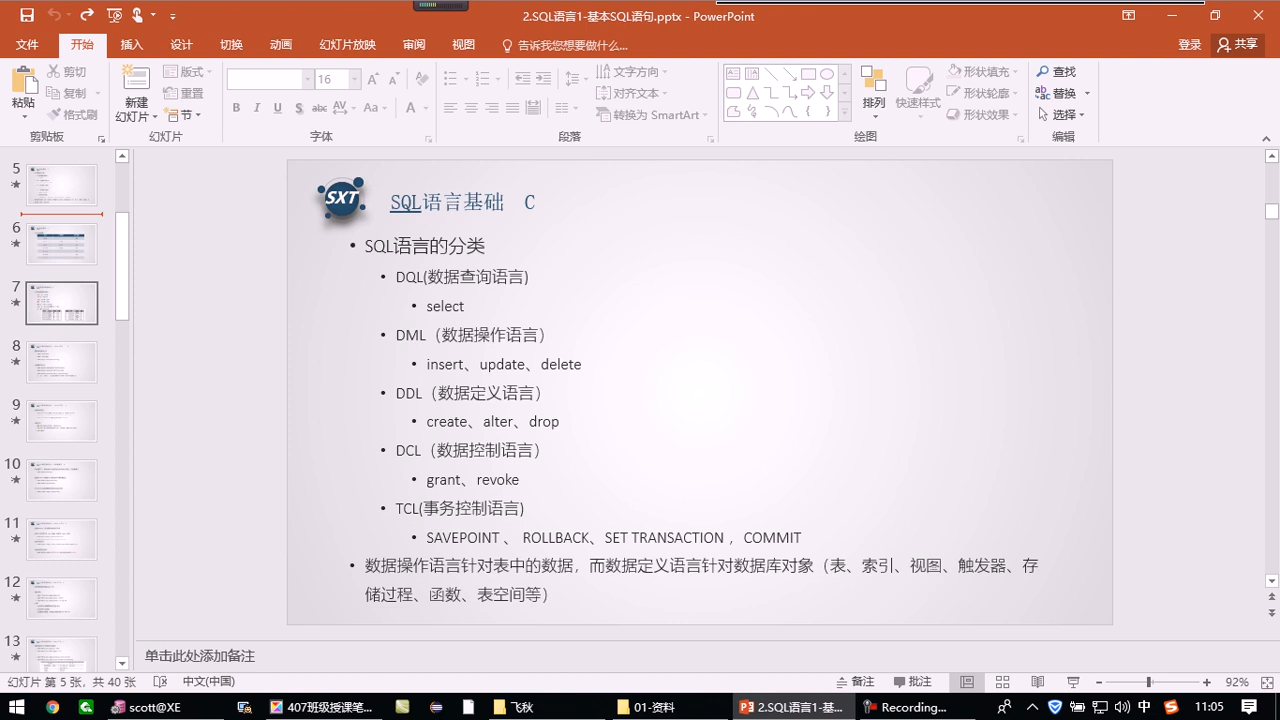 2.SQL语言1-基本SQL语句.pptx - PowerPoint
文件 开始 插入 设计 切换 动画 幻灯片放映 审阅 视图 告诉我您想要做什么... 登录 共享
剪切 复制 格式刷 粘贴 剪贴板
新建 幻灯片 版式 重置 节 幻灯片
16 字体
文字方向 对齐文本 转换为 SmartArt 段落
排列 快速样式 形状填充 形状轮廓 形状效果 绘图
查找 替换 选择 编辑
5
6
7
8
9
10
11
12
13
SXT
SQL语言基础 C
SQL语言的分类
DQL(数据查询语言)
select
DML（数据操作语言）
insert、update、delete
DDL（数据定义语言）
create、alter、drop
DCL（数据控制语言）
grant、revoke
TCL(事务控制语言)
SAVEPOINT 、 ROLLBACK、SET TRANSACTION ,COMMIT
数据操作语言针对表中的数据，而数据定义语言针对数据库对象（表、索引、视图、触发器、存
储过程、函数、表空间等）
单击此处添加备注
幻灯片 第 5 张，共 40 张 中文(中国) 备注 批注 92%
scott@XE 407班级授课笔... 飞秋 01-资料 2.SQL语言1-基... Recording... 中 11:05